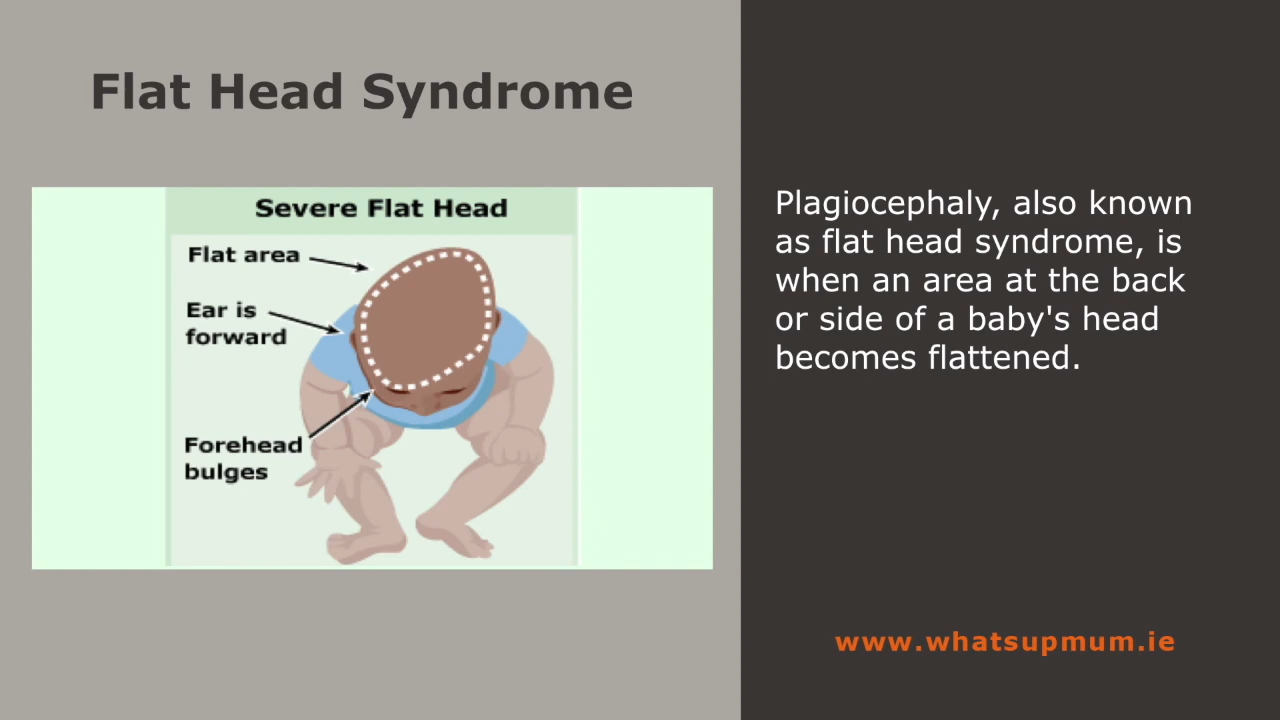 Flat Head Syndrome
Severe Flat Head
Flat area
Ear is
forward
Forehead
bulges
Plagiocephaly, also known
as flat head syndrome, is
when an area at the back
or side of a baby's head
becomes flattened.
www.whatsupmum.ie